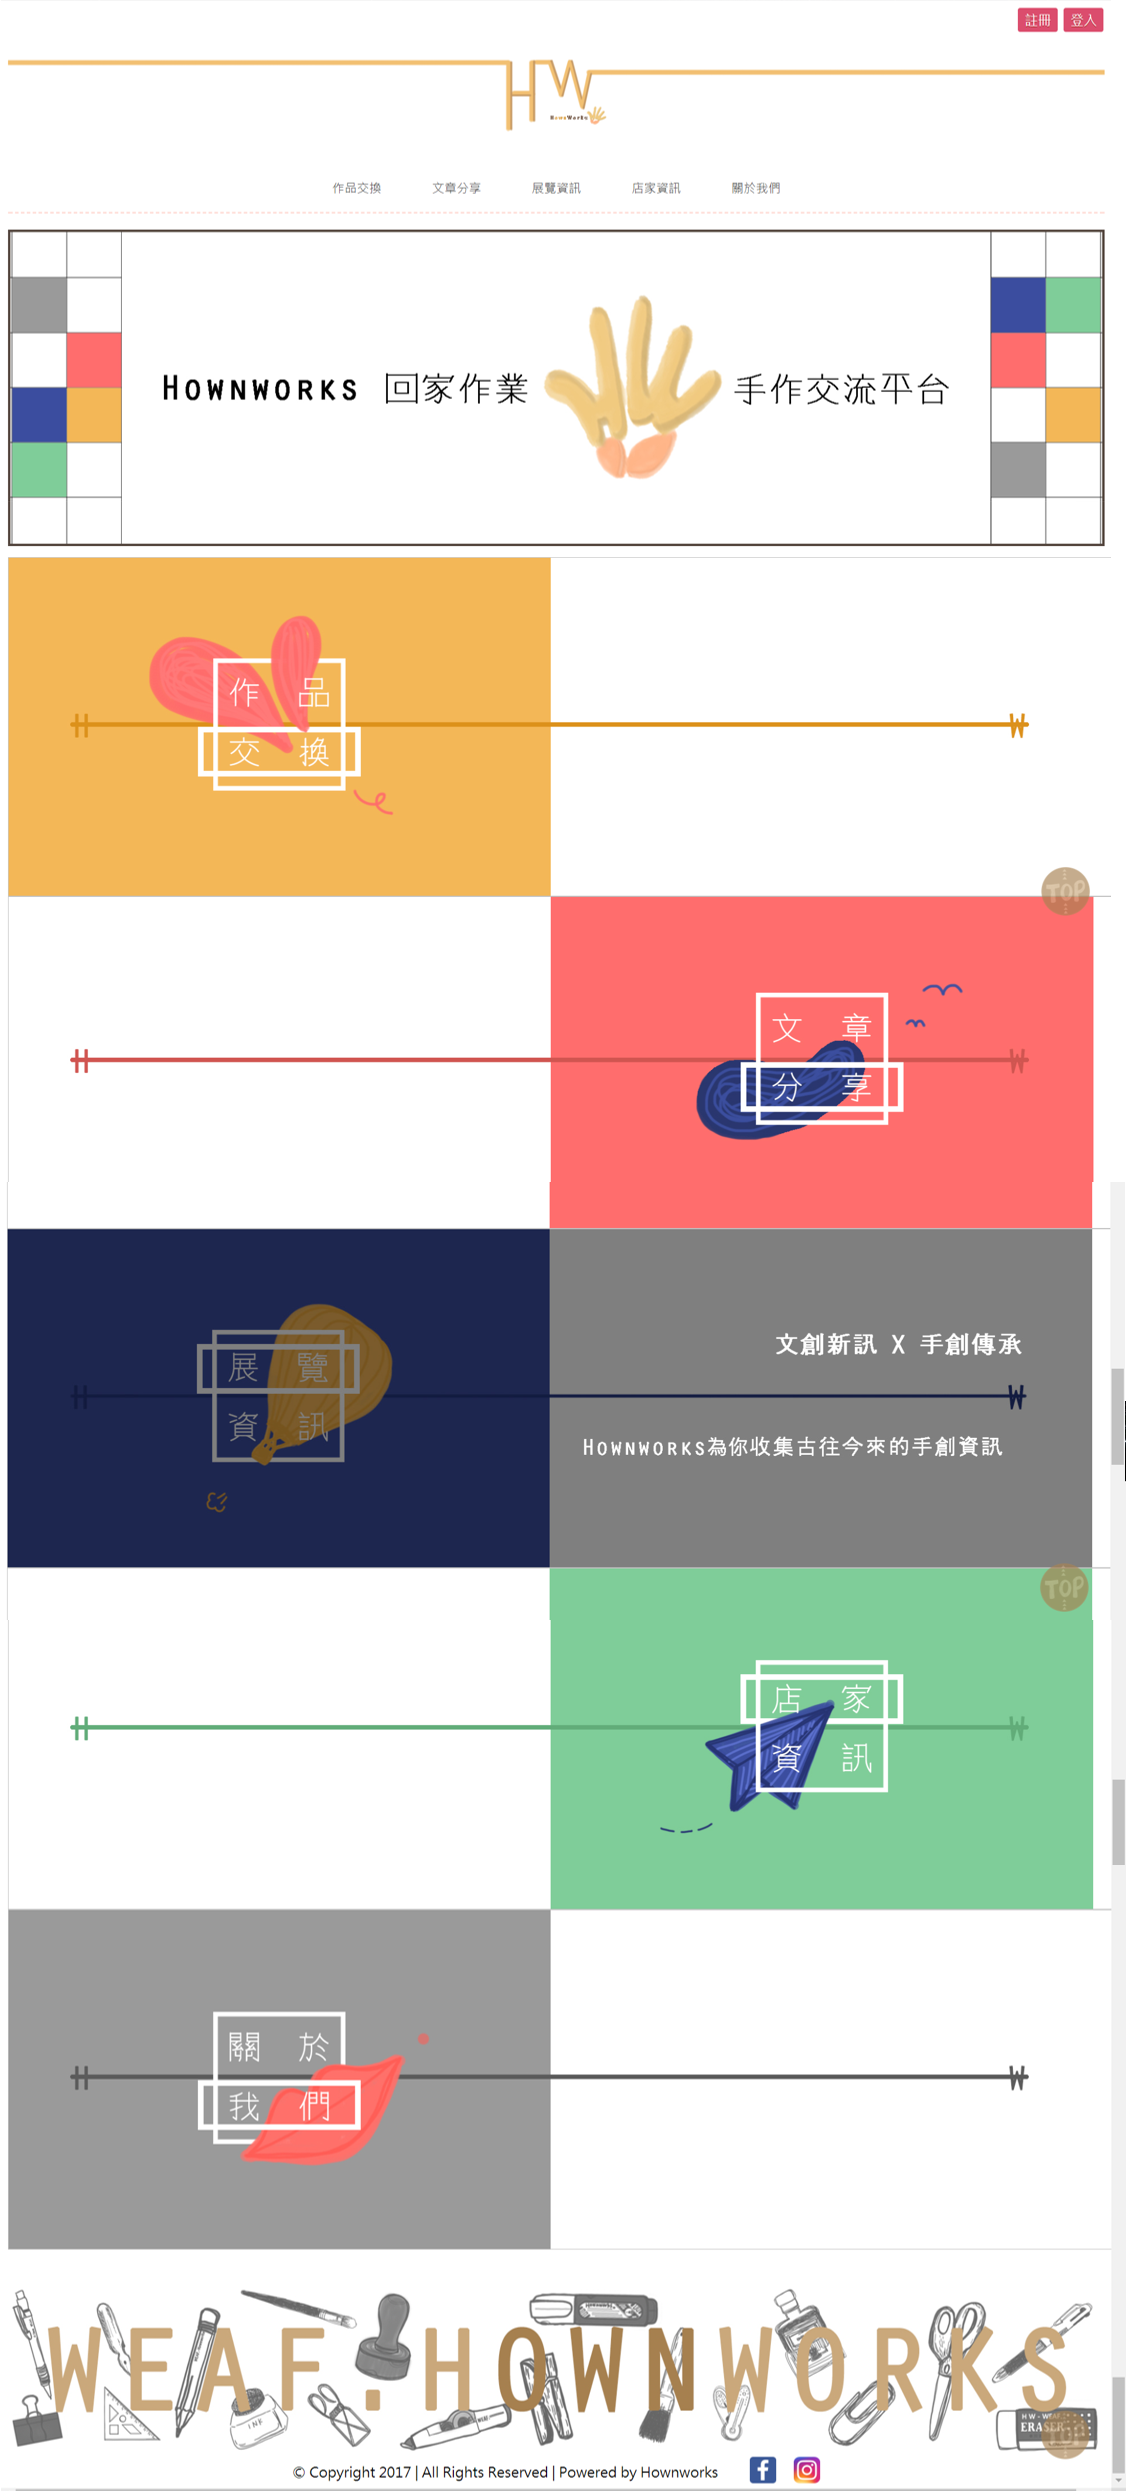 註冊 登入
HW
HownWorks
作品交換 文章分享 展覽資訊 店家資訊 關於我們
HOWNWORKS 回家作業 手作交流平台
作品
交換
H W
TOP
文章
分享
H W
展覽
資訊
H W
文創新訊 X 手創傳承
HOWNWORKS為你收集古往今來的手創資訊
TOP
店家
資訊
H W
關於
我們
H W
WEAF.HOWNWORKS
INK
HW-WEAF
ERASER
TOP
© Copyright 2017 | All Rights Reserved | Powered by Hownworks